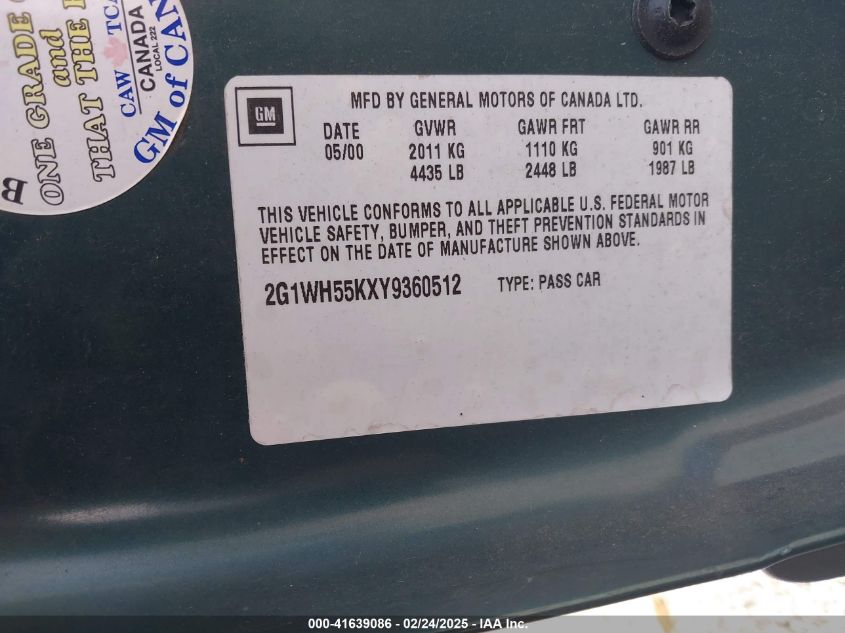 ONE GRADE
and
THAT THE
CAW TCA
CANADA
LOCAL 222
GM of CAN
B
GM
MFD BY GENERAL MOTORS OF CANADA LTD.
DATE GVWR GAWR FRT GAWR RR
05/00 2011 KG 1110 KG 901 KG
4435 LB 2448 LB 1987 LB
THIS VEHICLE CONFORMS TO ALL APPLICABLE U.S. FEDERAL MOTOR
VEHICLE SAFETY, BUMPER, AND THEFT PREVENTION STANDARDS IN
EFFECT ON THE DATE OF MANUFACTURE SHOWN ABOVE.
2G1WH55KXY9360512 TYPE: PASS CAR
000-41639086 - 02/24/2025 - IAA Inc.